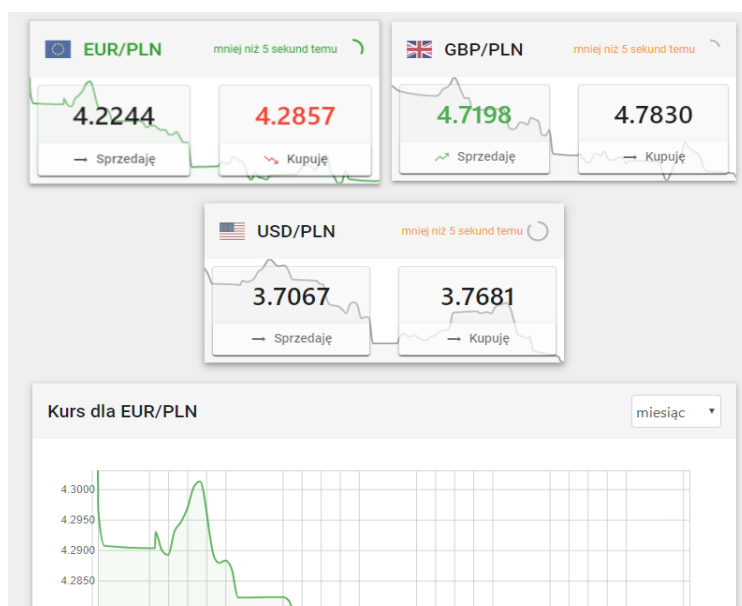 EUR/PLN mniej niż 5 sekund temu
4.2244 4.2857
Sprzedaję Kupuję
GBP/PLN mniej niż 5 sekund temu
4.7198 4.7830
Sprzedaję Kupuję
USD/PLN mniej niż 5 sekund temu
3.7067 3.7681
Sprzedaję Kupuję
Kurs dla EUR/PLN miesiąc
4.3000
4.2950
4.2900
4.2850